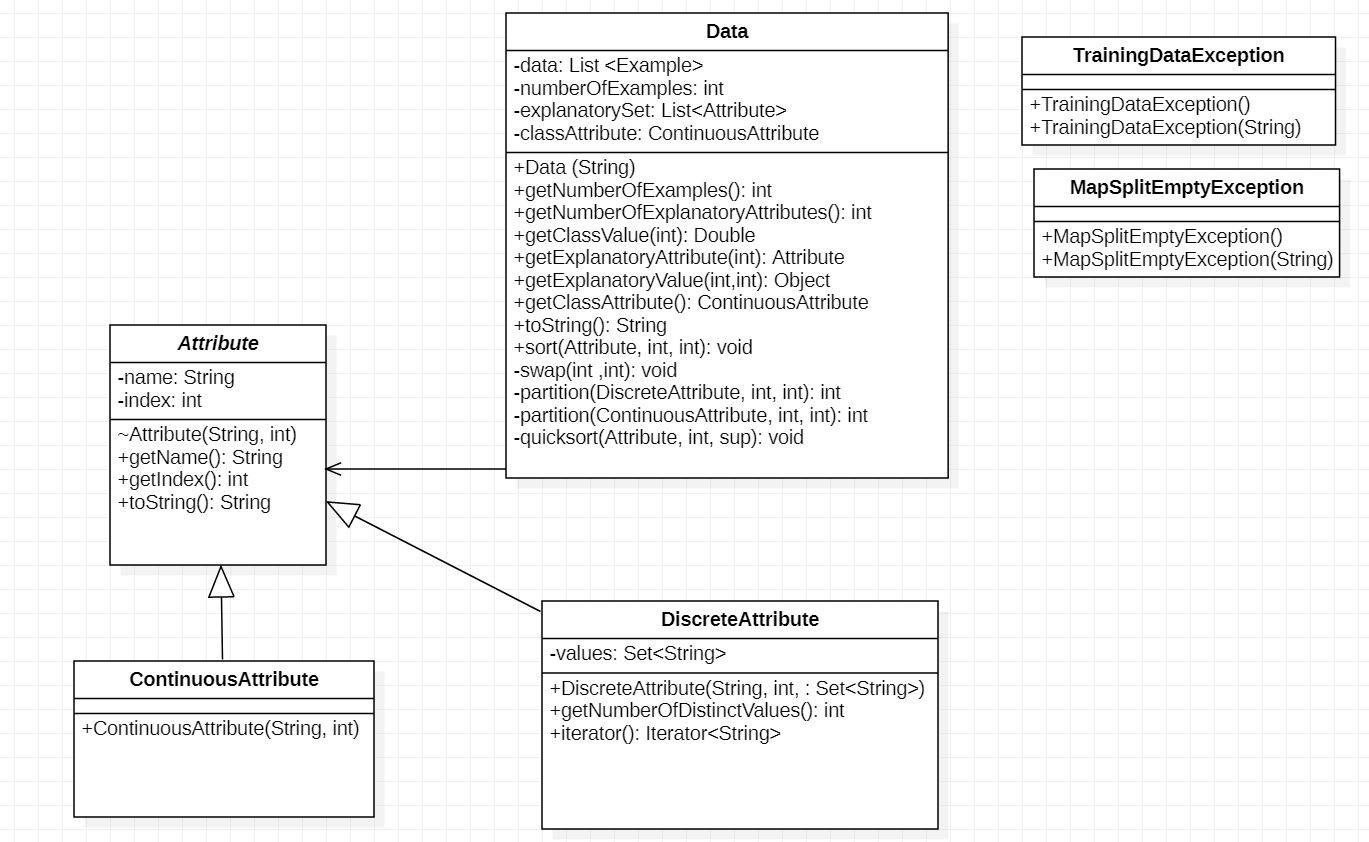 Data
-data: List <Example>
-numberOfExamples: int
-explanatorySet: List<Attribute>
-classAttribute: ContinuousAttribute
+Data (String)
+getNumberOfExamples(): int
+getNumberOfExplanatoryAttributes(): int
+getClassValue(int): Double
+getExplanatoryAttribute(int): Attribute
+getExplanatoryValue(int,int): Object
+getClassAttribute(): ContinuousAttribute
+toString(): String
+sort(Attribute, int, int): void
-swap(int ,int): void
-partition(DiscreteAttribute, int, int): int
-partition(ContinuousAttribute, int, int): int
-quicksort(Attribute, int, sup): void
TrainingDataException
+TrainingDataException()
+TrainingDataException(String)
MapSplitEmptyException
+MapSplitEmptyException()
+MapSplitEmptyException(String)
Attribute
-name: String
-index: int
~Attribute(String, int)
+getName(): String
+getIndex(): int
+toString(): String
ContinuousAttribute
+ContinuousAttribute(String, int)
DiscreteAttribute
-values: Set<String>
+DiscreteAttribute(String, int, : Set<String>)
+getNumberOfDistinctValues(): int
+iterator(): Iterator<String>